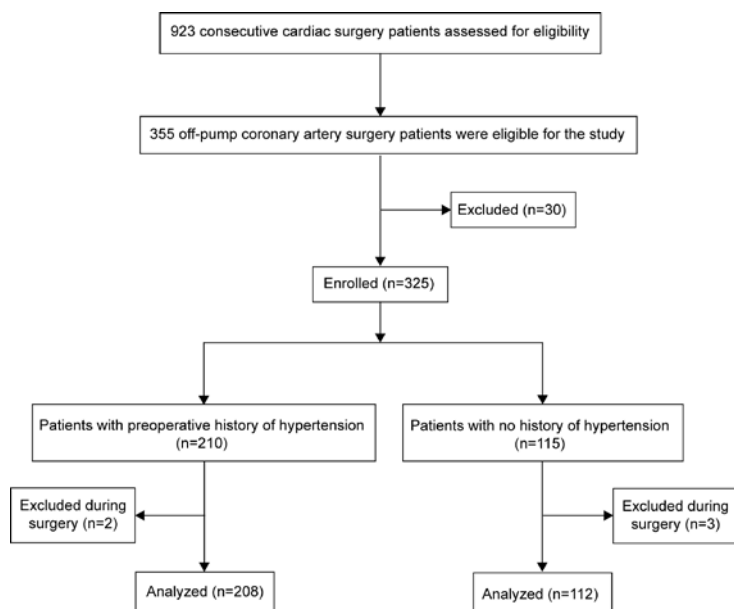 923 consecutive cardiac surgery patients assessed for eligibility
355 off-pump coronary artery surgery patients were eligible for the study
Excluded (n=30)
Enrolled (n=325)
Patients with preoperative history of hypertension
(n=210)
Patients with no history of hypertension
(n=115)
Excluded during
surgery (n=2)
Excluded during
surgery (n=3)
Analyzed (n=208)
Analyzed (n=112)